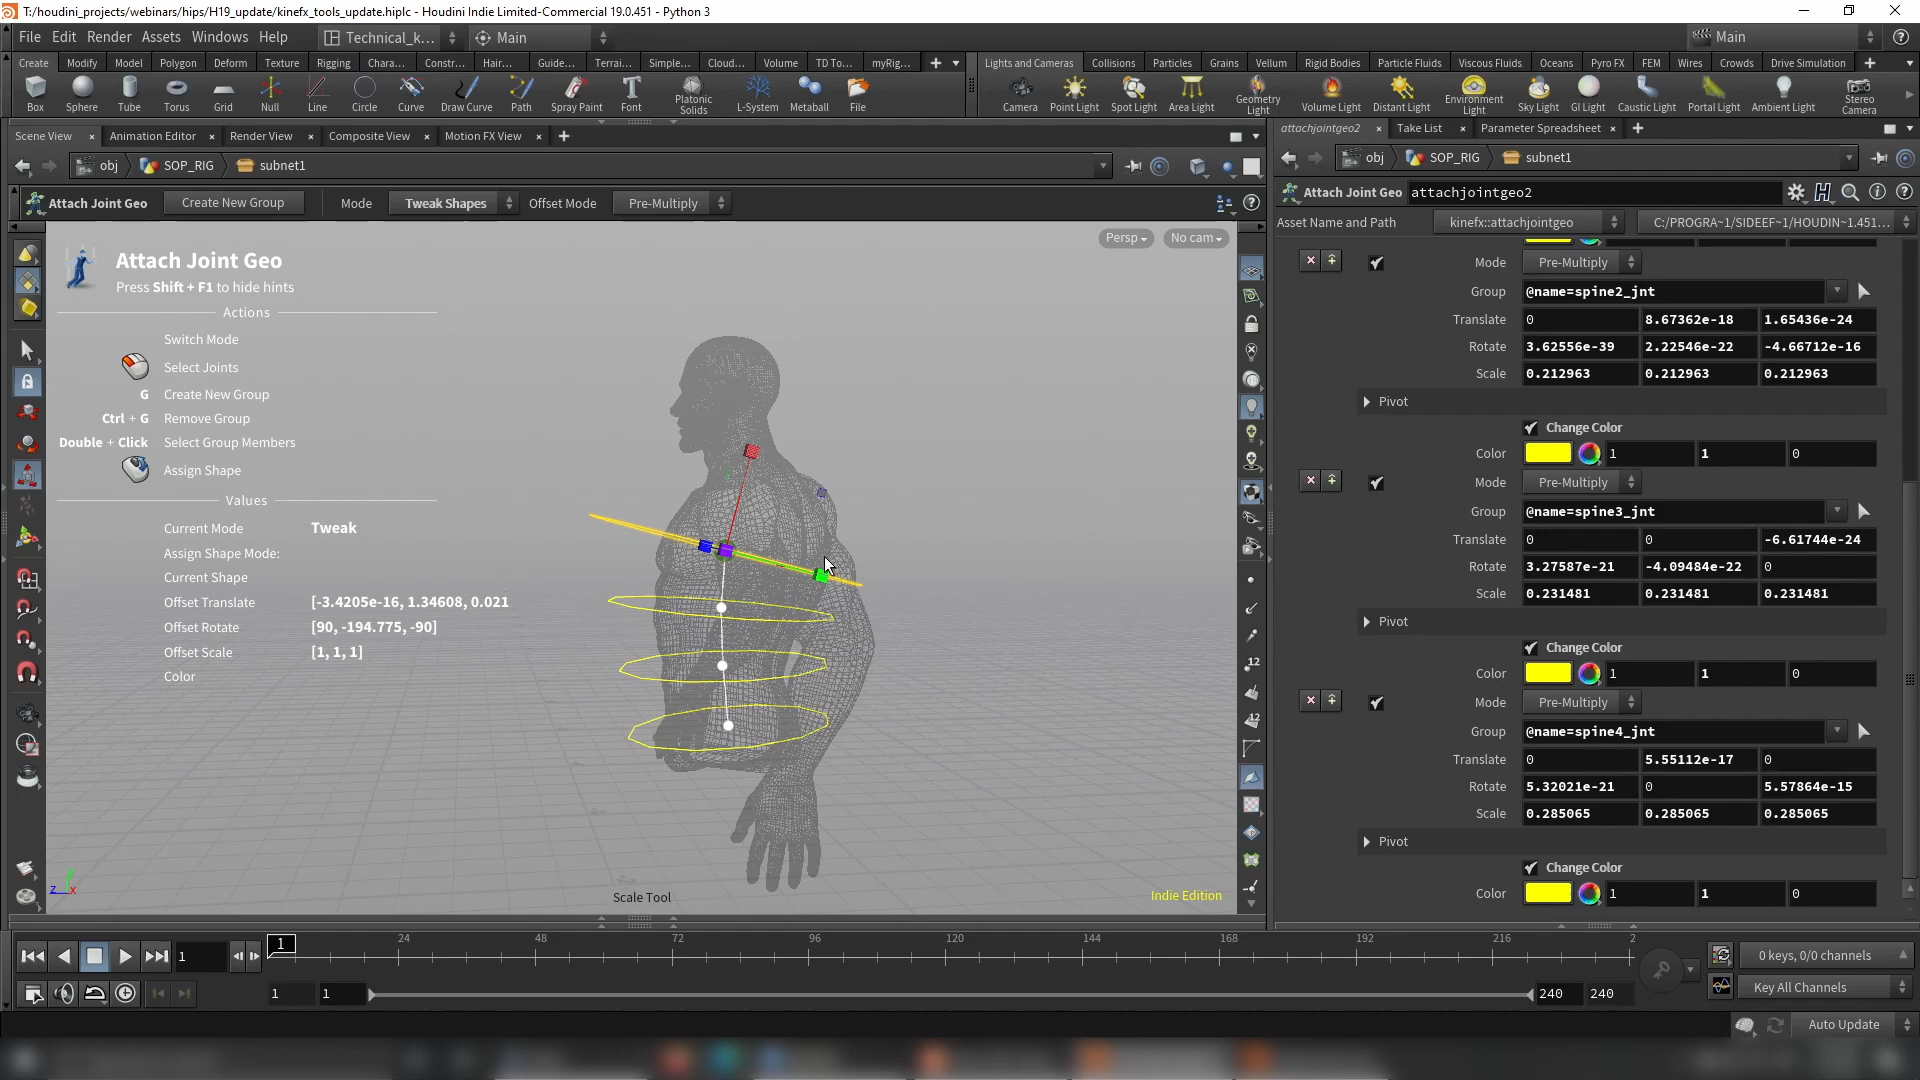 T:/houdini_projects/webinars/hips/H19_update/kinefx_tools_update.hiplc - Houdini Indie Limited-Commercial 19.0.451 - Python 3
File Edit Render Assets Windows Help Technical_k... Main Main
Create Modify Model Polygon Deform Texture Rigging Chara... Constr... Hair... Guide... Terrai... Simple... Cloud... Volume TD To... myRig...
Lights and Cameras Collisions Particles Grains Vellum Rigid Bodies Particle Fluids Viscous Fluids Oceans Pyro FX FEM Wires Crowds Drive Simulation
Box Sphere Tube Torus Grid Null Line Circle Curve Draw Curve Path Spray Paint Font Platonic Solids L-System Metaball File
Camera Point Light Spot Light Area Light Geometry Light Volume Light Distant Light Environment Light Sky Light GI Light Caustic Light Portal Light Ambient Light Stereo Camera
Scene View Animation Editor Render View Composite View Motion FX View
attachjointgeo2 Take List Parameter Spreadsheet
obj SOP_RIG subnet1
obj SOP_RIG subnet1
Attach Joint Geo Create New Group Mode Tweak Shapes Offset Mode Pre-Multiply
Attach Joint Geo attachjointgeo2
Asset Name and Path kinefx::attachjointgeo C:/PROGRA~1/SIDEEF~1/HOUDIN~1.451...
Persp No cam
Attach Joint Geo
Press Shift + F1 to hide hints
Actions
Switch Mode
Select Joints
G Create New Group
Ctrl + G Remove Group
Double + Click Select Group Members
Assign Shape
Values
Current Mode Tweak
Assign Shape Mode:
Current Shape
Offset Translate [-3.4205e-16, 1.34608, 0.021
Offset Rotate [90, -194.775, -90]
Offset Scale [1, 1, 1]
Color
z y x
Scale Tool
Indie Edition
12
12
Mode Pre-Multiply
Group @name=spine2_jnt
Translate 0 8.67362e-18 1.65436e-24
Rotate 3.62556e-39 2.22546e-22 -4.66712e-16
Scale 0.212963 0.212963 0.212963
Pivot
Change Color
Color 1 1 0
Mode Pre-Multiply
Group @name=spine3_jnt
Translate 0 0 -6.61744e-24
Rotate 3.27587e-21 -4.09484e-22 0
Scale 0.231481 0.231481 0.231481
Pivot
Change Color
Color 1 1 0
Mode Pre-Multiply
Group @name=spine4_jnt
Translate 0 5.55112e-17 0
Rotate 5.32021e-21 0 5.57864e-15
Scale 0.285065 0.285065 0.285065
Pivot
Change Color
Color 1 1 0
1 1 24 48 72 96 120 144 168 192 216 2
0 keys, 0/0 channels
1 1 240 240
Key All Channels
Auto Update